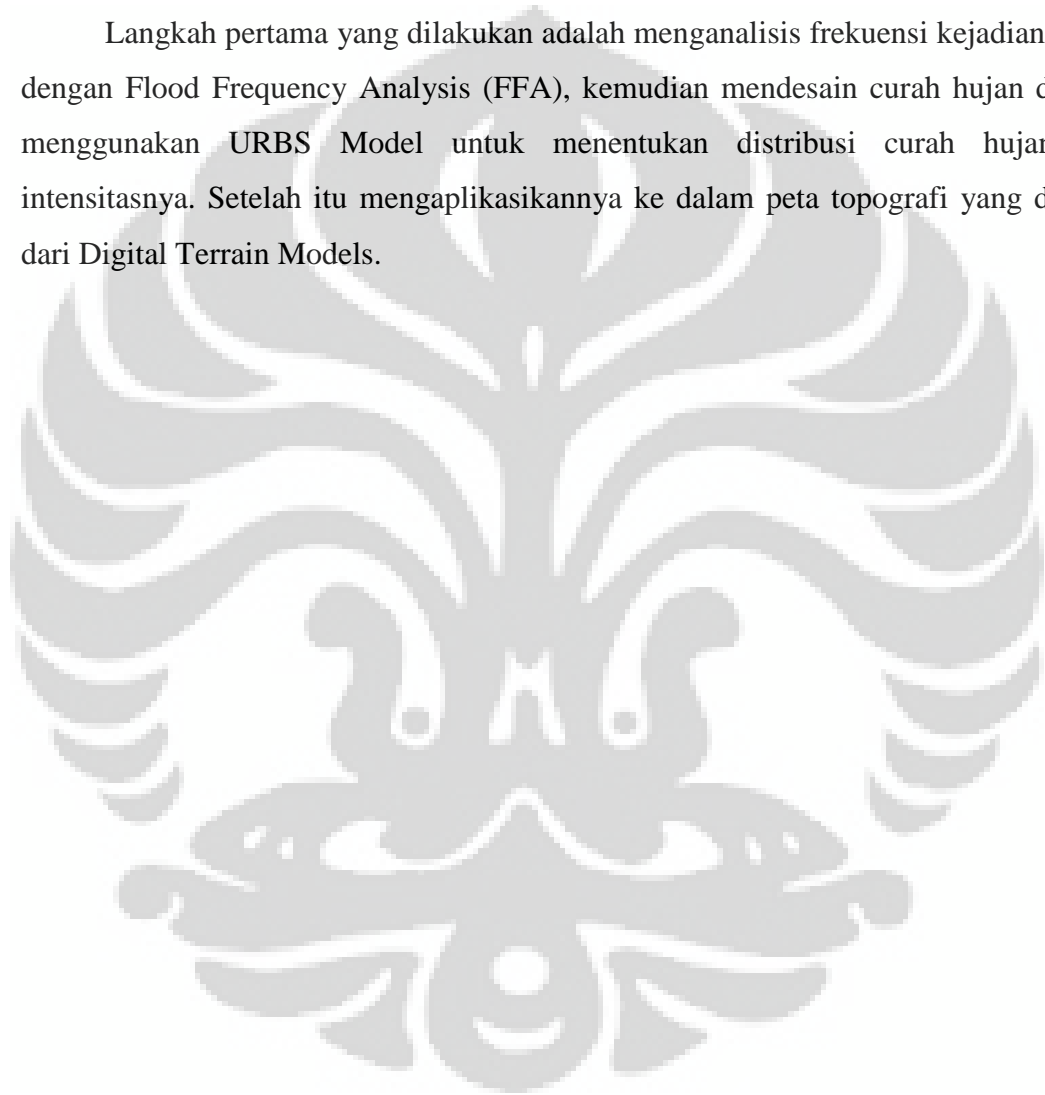 Langkah pertama yang dilakukan adalah menganalisis frekuensi kejadian
dengan Flood Frequency Analysis (FFA), kemudian mendesain curah hujan d
menggunakan URBS Model untuk menentukan distribusi curah hujan
intensitasnya. Setelah itu mengaplikasikannya ke dalam peta topografi yang d
dari Digital Terrain Models.